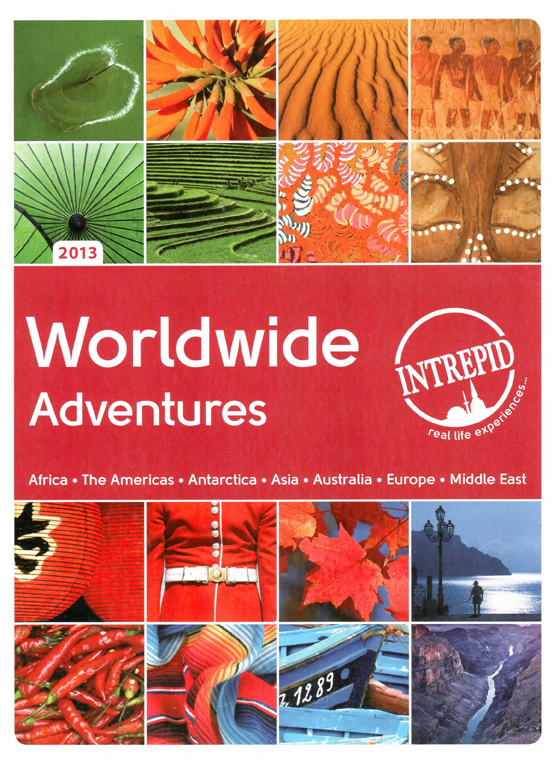 2013
Worldwide
Adventures
INTREPID
real life experiences...
Africa • The Americas • Antarctica • Asia • Australia • Europe • Middle East
Z 1289